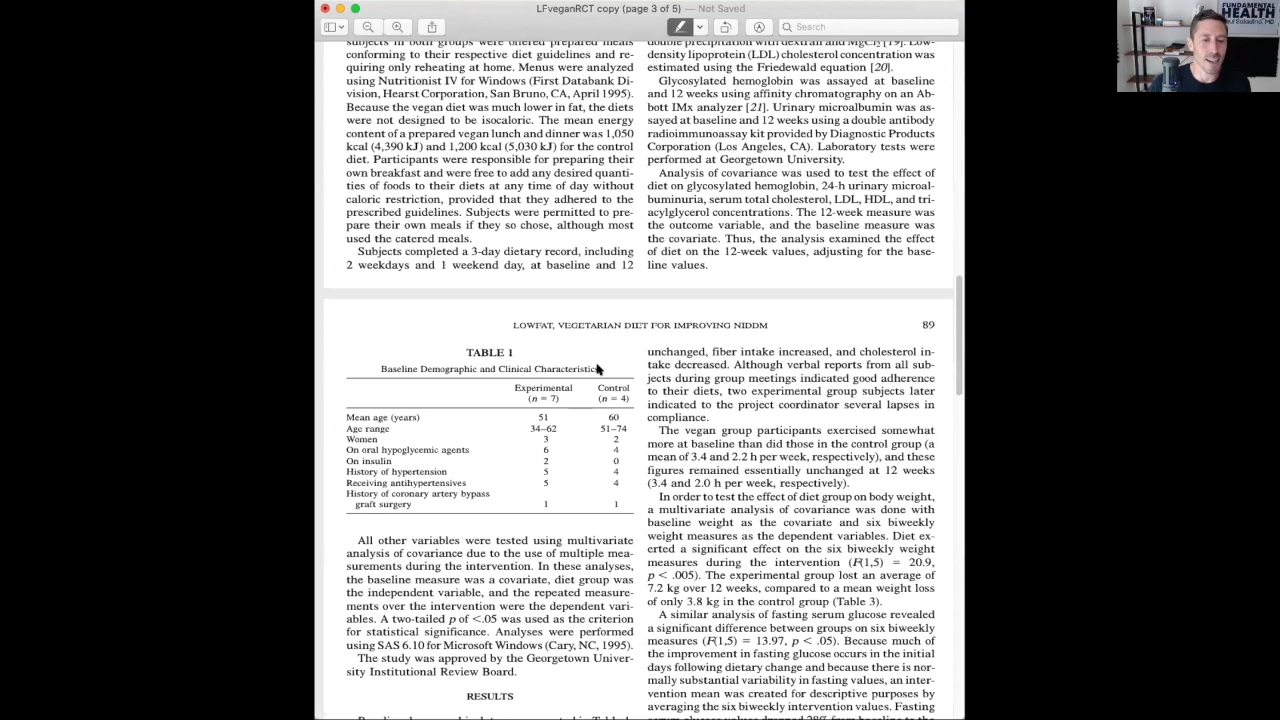 LFveganRCT copy (page 3 of 5) — Not Saved
Search
FUNDAMENTAL
HEALTH
subjects in both groups were offered prepared meals
conforming to their respective diet guidelines and re-
quiring only reheating at home. Menus were analyzed
using Nutritionist IV for Windows (First Databank Di-
vision, Hearst Corporation, San Bruno, CA, April 1995).
Because the vegan diet was much lower in fat, the diets
were not designed to be isocaloric. The mean energy
content of a prepared vegan lunch and dinner was 1,050
kcal (4,390 kJ) and 1,200 kcal (5,030 kJ) for the control
diet. Participants were responsible for preparing their
own breakfast and were free to add any desired quanti-
ties of foods to their diets at any time of day without
caloric restriction, provided that they adhered to the
prescribed guidelines. Subjects were permitted to pre-
pare their own meals if they so chose, although most
used the catered meals.
Subjects completed a 3-day dietary record, including
2 weekdays and 1 weekend day, at baseline and 12
double precipitation with dextran and MgCl2 [19]. Low-
density lipoprotein (LDL) cholesterol concentration was
estimated using the Friedewald equation [20].
Glycosylated hemoglobin was assayed at baseline
and 12 weeks using affinity chromatography on an Ab-
bott IMx analyzer [21]. Urinary microalbumin was as-
sayed at baseline and 12 weeks using a double antibody
radioimmunoassay kit provided by Diagnostic Products
Corporation (Los Angeles, CA). Laboratory tests were
performed at Georgetown University.
Analysis of covariance was used to test the effect of
diet on glycosylated hemoglobin, 24-h urinary microal-
buminuria, serum total cholesterol, LDL, HDL, and tri-
acylglycerol concentrations. The 12-week measure was
the outcome variable, and the baseline measure was
the covariate. Thus, the analysis examined the effect
of diet on the 12-week values, adjusting for the base-
line values.
LOWFAT, VEGETARIAN DIET FOR IMPROVING NIDDM 89
TABLE 1
Baseline Demographic and Clinical Characteristics
Experimental Control
(n = 7) (n = 4)
Mean age (years) 51 60
Age range 34–62 51–74
Women 3 2
On oral hypoglycemic agents 6 4
On insulin 2 0
History of hypertension 5 4
Receiving antihypertensives 5 4
History of coronary artery bypass
graft surgery 1 1
All other variables were tested using multivariate
analysis of covariance due to the use of multiple mea-
surements during the intervention. In these analyses,
the baseline measure was a covariate, diet group was
the independent variable, and the repeated measure-
ments over the intervention were the dependent vari-
ables. A two-tailed p of <.05 was used as the criterion
for statistical significance. Analyses were performed
using SAS 6.10 for Microsoft Windows (Cary, NC, 1995).
The study was approved by the Georgetown Univer-
sity Institutional Review Board.
RESULTS
unchanged, fiber intake increased, and cholesterol in-
take decreased. Although verbal reports from all sub-
jects during group meetings indicated good adherence
to their diets, two experimental group subjects later
indicated to the project coordinator several lapses in
compliance.
The vegan group participants exercised somewhat
more at baseline than did those in the control group (a
mean of 3.4 and 2.2 h per week, respectively), and these
figures remained essentially unchanged at 12 weeks
(3.4 and 2.0 h per week, respectively).
In order to test the effect of diet group on body weight,
a multivariate analysis of covariance was done with
baseline weight as the covariate and six biweekly
weight measures as the dependent variables. Diet ex-
erted a significant effect on the six biweekly weight
measures during the intervention (F(1,5) = 20.9,
p < .005). The experimental group lost an average of
7.2 kg over 12 weeks, compared to a mean weight loss
of only 3.8 kg in the control group (Table 3).
A similar analysis of fasting serum glucose revealed
a significant difference between groups on six biweekly
measures (F(1,5) = 13.97, p < .05). Because much of
the improvement in fasting glucose occurs in the initial
days following dietary change and because there is nor-
mally substantial variability in fasting values, an inter-
vention mean was created for descriptive purposes by
averaging the six biweekly intervention values. Fasting